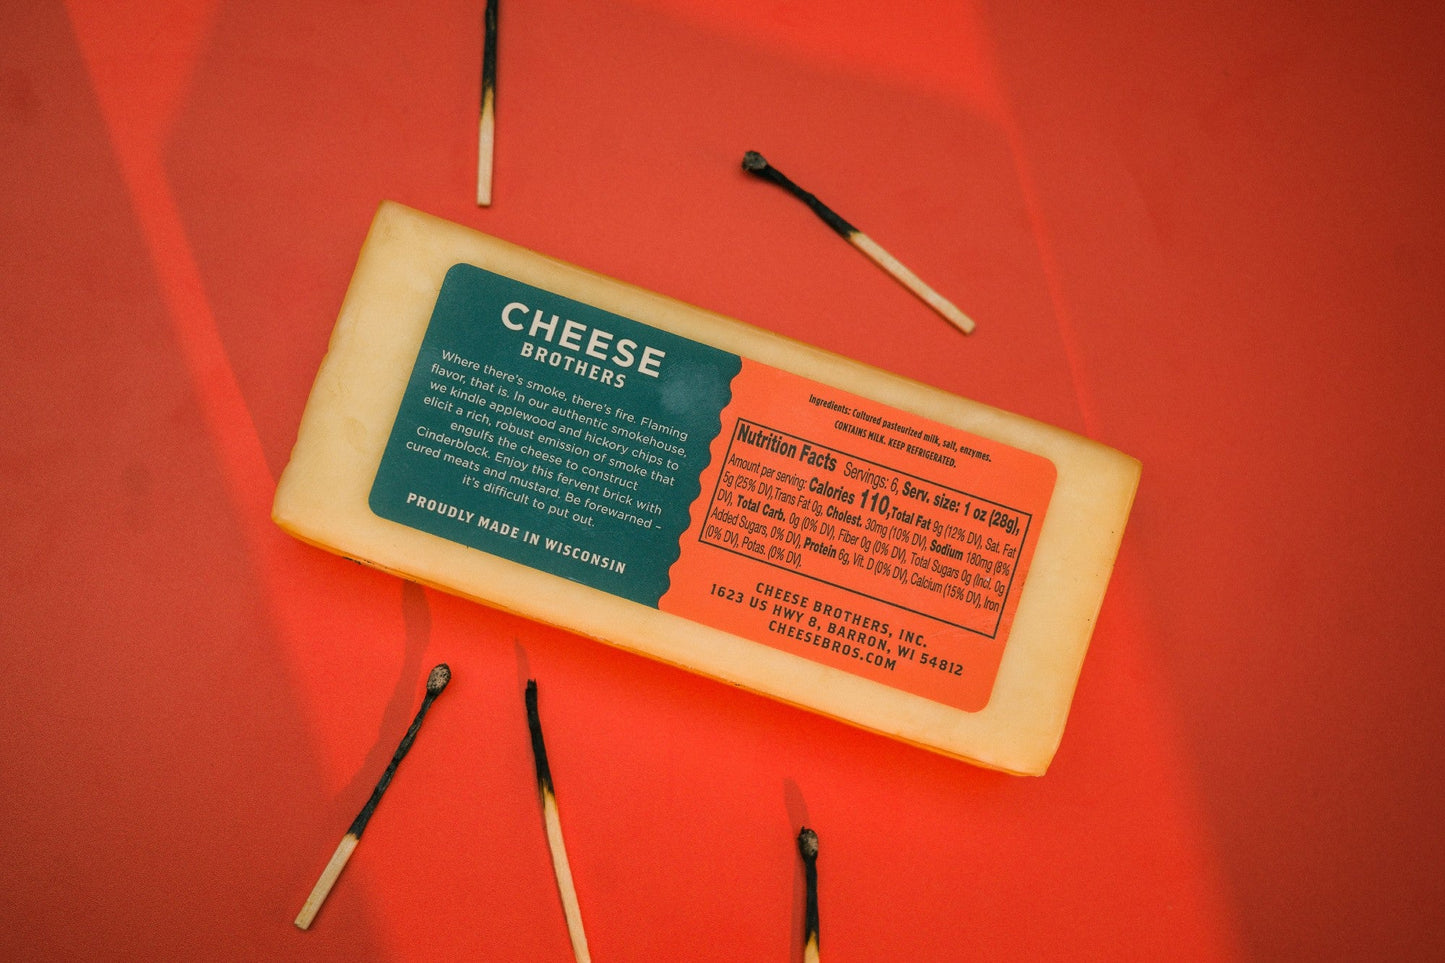 CHEESE
BROTHERS
Where there's smoke, there's fire. Flaming
flavor, that is. In our authentic smokehouse,
we kindle applewood and hickory chips to
elicit a rich, robust emission of smoke that
engulfs the cheese to construct
Cinderblock. Enjoy this fervent brick with
cured meats and mustard. Be forewarned –
it's difficult to put out.
PROUDLY MADE IN WISCONSIN
Ingredients: Cultured pasteurized milk, salt, enzymes.
CONTAINS MILK. KEEP REFRIGERATED.
Nutrition Facts Servings: 6, Serv. size: 1 oz (28g),
Amount per serving: Calories 110, Total Fat 9g (12% DV), Sat. Fat
5g (25% DV), Trans Fat 0g, Cholest. 30mg (10% DV), Sodium 180mg (8%
DV), Total Carb. 0g (0% DV), Fiber 0g (0% DV), Total Sugars 0g (Incl. 0g
Added Sugars, 0% DV), Protein 6g, Vit. D (0% DV), Calcium (15% DV), Iron
(0% DV), Potas. (0% DV).
CHEESE BROTHERS, INC.
1623 US HWY 8, BARRON, WI 54812
CHEESEBROS.COM